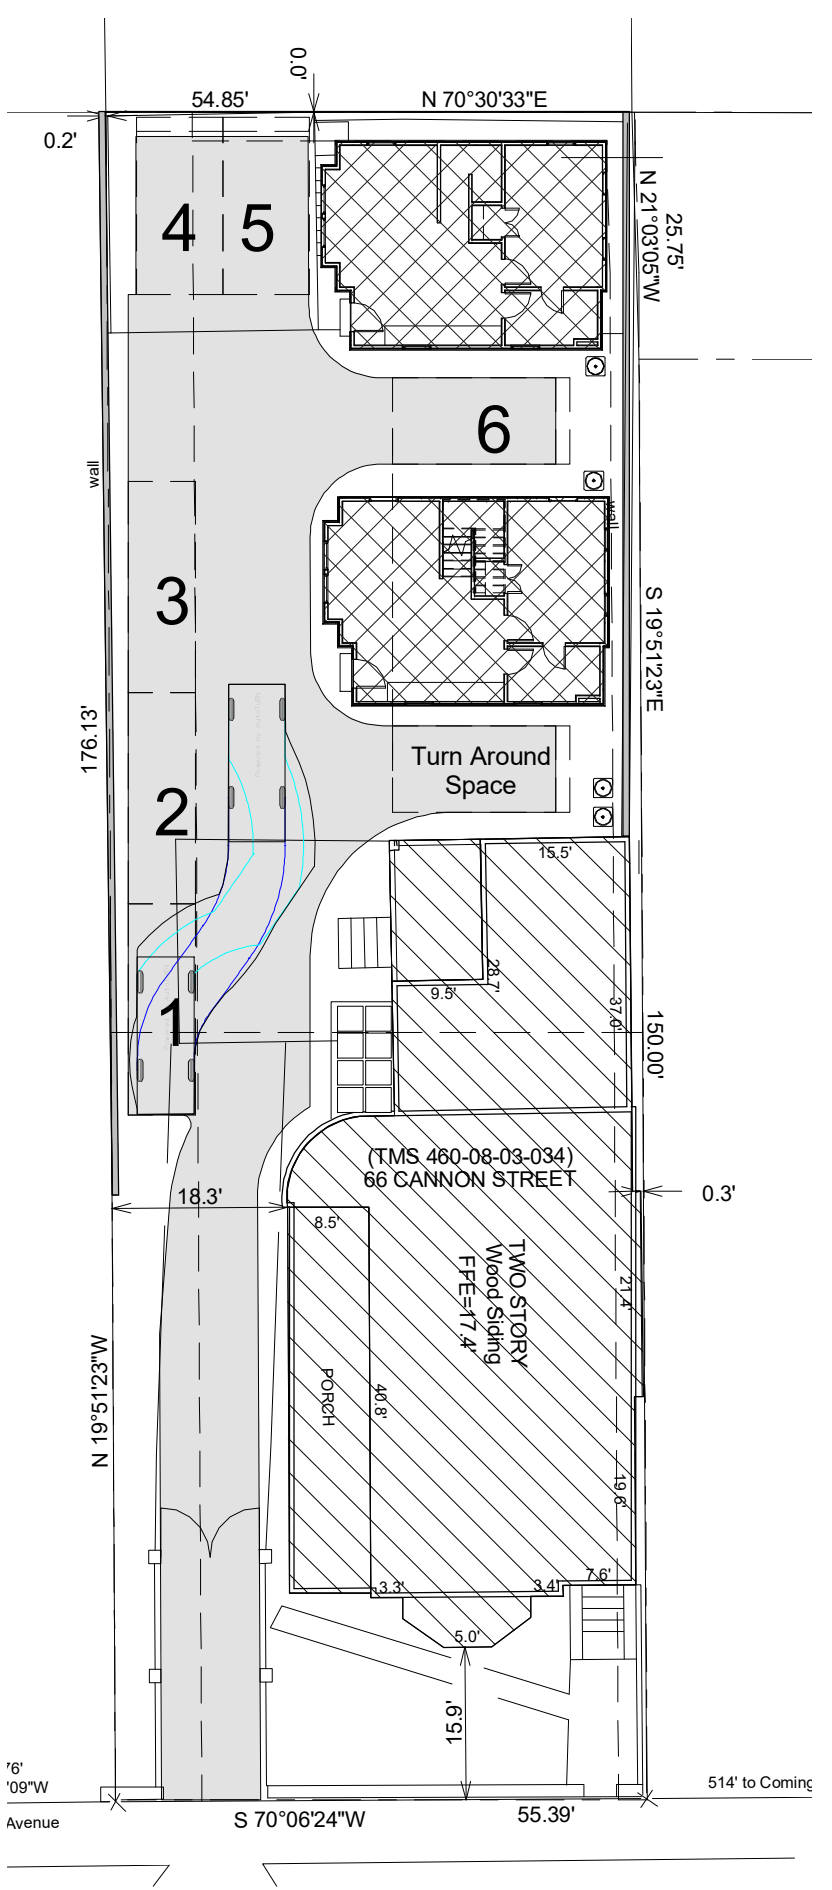 0.0'
54.85'
N 70°30'33"E
0.2'
4
5
N 21°03'05"W
25.75'
6
wall
wall
3
S 19°51'23"E
176.13'
Turn Around
Space
2
15.5'
28.7'
9.5'
37.0'
1
150.00'
(TMS 460-08-03-034)
66 CANNON STREET
18.3'
0.3'
8.5'
TWO STORY
Wood Siding
FFE=17.4'
21.4'
N 19°51'23"W
PORCH
40.8'
19.6'
3.3'
3.4'
7.6'
5.0'
15.9'
76'
'09"W
514' to Coming
Avenue
S 70°06'24"W
55.39'